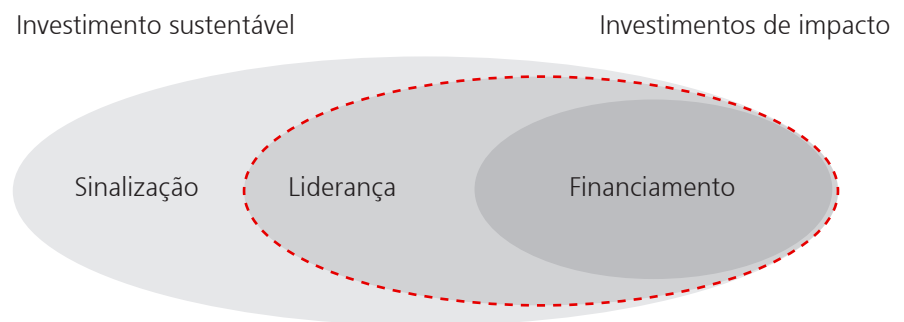 Investimento sustentável
Investimentos de impacto
Sinalização
Liderança
Financiamento